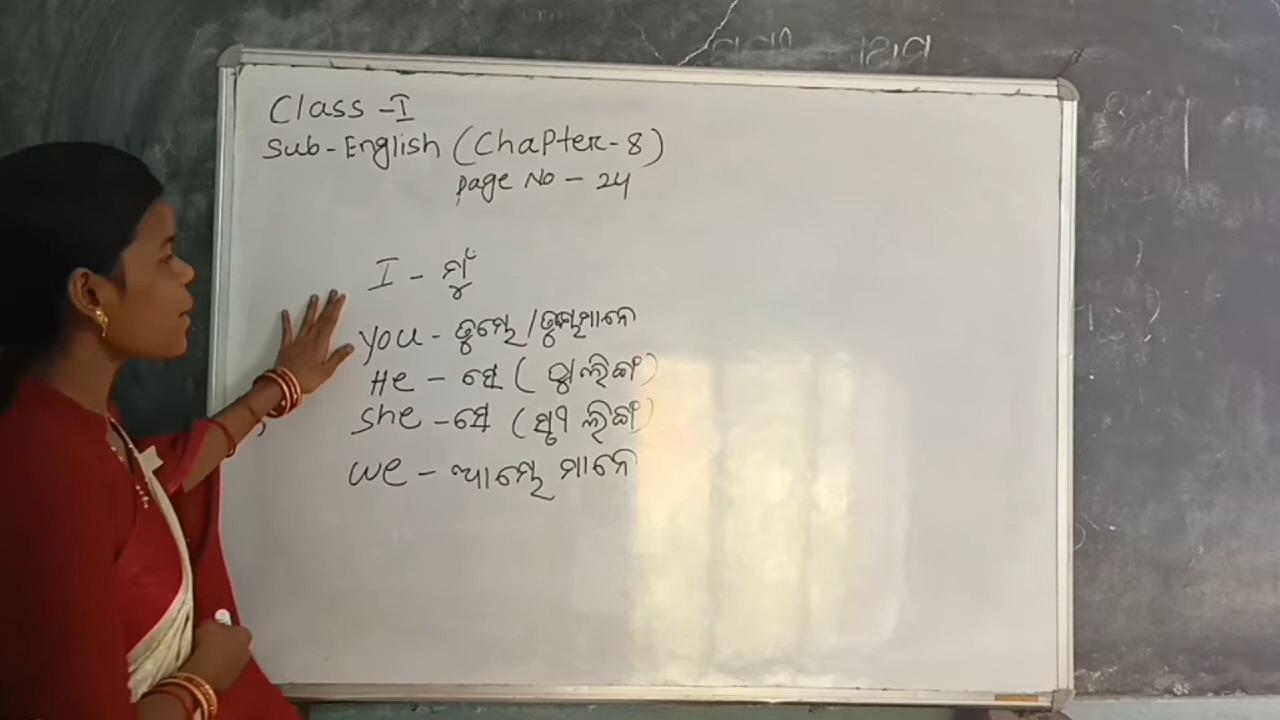 Class - I
Sub - English (Chapter - 8)
Page No - 24
I - ମୁଁ
You - ତୁମ୍ଭେ / ତୁମ୍ଭେମାନେ
He - ସେ ( ପୁଂଲିଙ୍ଗ )
She - ସେ ( ସ୍ତ୍ରୀ ଲିଙ୍ଗ )
We - ଆମ୍ଭେ ମାନେ